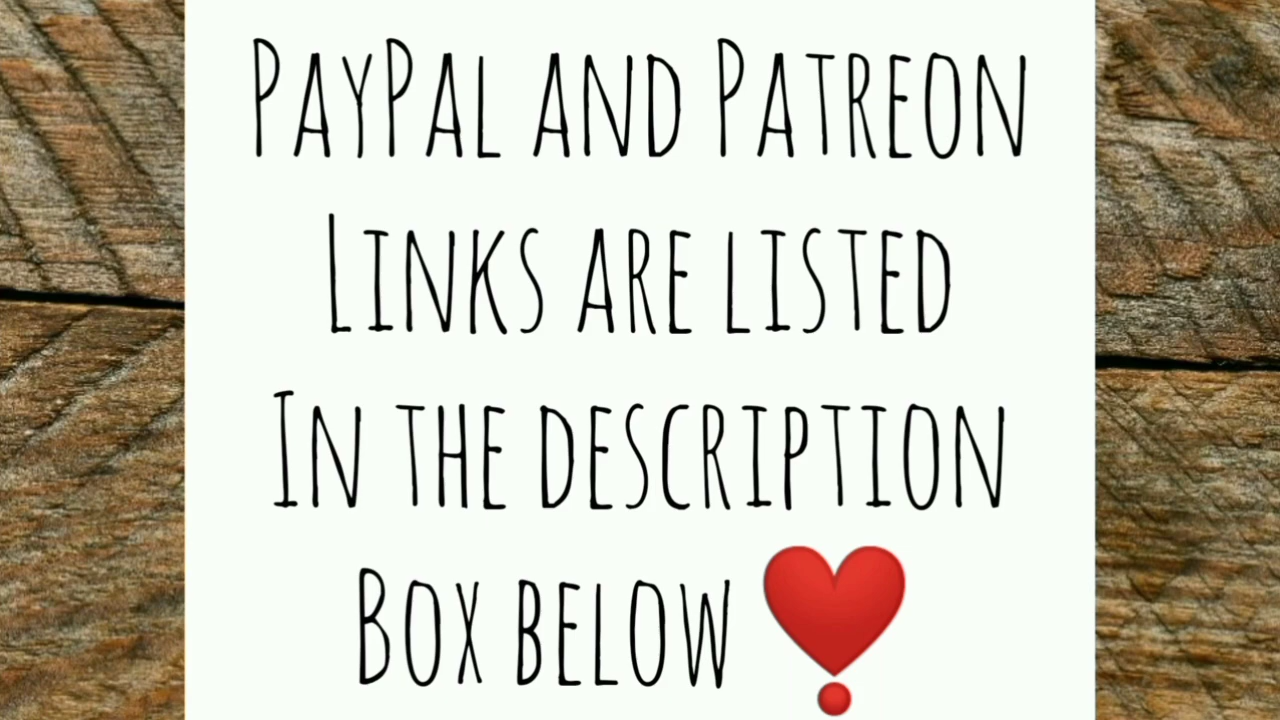 PayPal and Patreon
Links are listed
In the description
Box below ❣